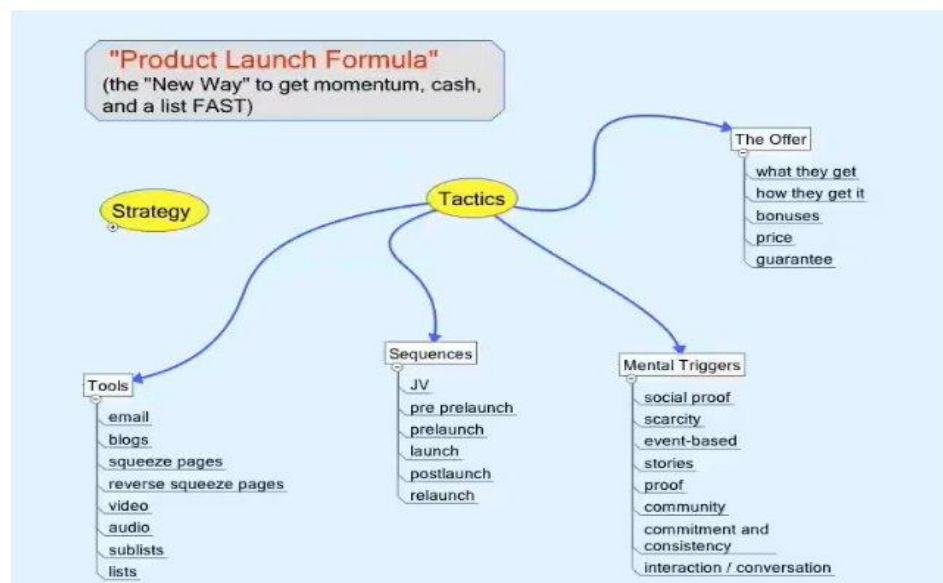 "Product Launch Formula"
(the "New Way" to get momentum, cash,
and a list FAST)
Strategy
Tactics
The Offer
what they get
how they get it
bonuses
price
guarantee
Tools
email
blogs
squeeze pages
reverse squeeze pages
video
audio
sublists
lists
Sequences
JV
pre prelaunch
prelaunch
launch
postlaunch
relaunch
Mental Triggers
social proof
scarcity
event-based
stories
proof
community
commitment and
consistency
interaction / conversation